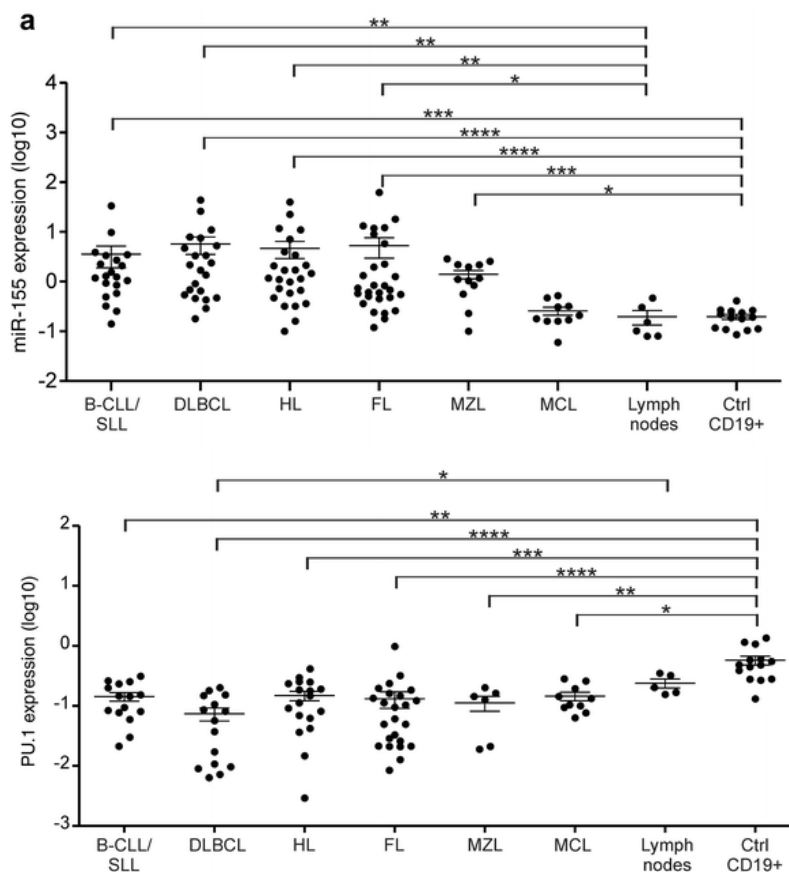 a
**
**
**
*
***
****
****
***
*
miR-155 expression (log10)
4
3
2
1
0
-1
-2
B-CLL/
SLL
DLBCL
HL
FL
MZL
MCL
Lymph
nodes
Ctrl
CD19+
*
**
****
***
****
**
*
PU.1 expression (log10)
2
1
0
-1
-2
-3
B-CLL/
SLL
DLBCL
HL
FL
MZL
MCL
Lymph
nodes
Ctrl
CD19+